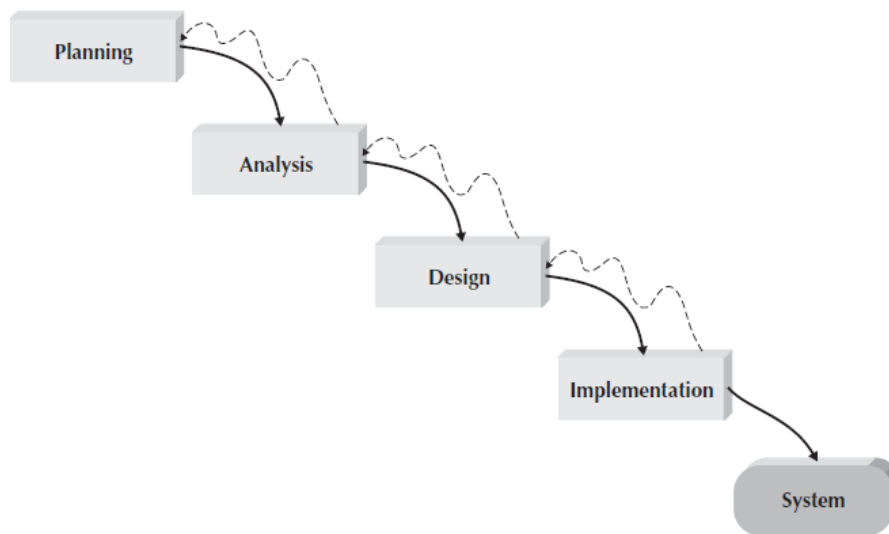 Planning
Analysis
Design
Implementation
System